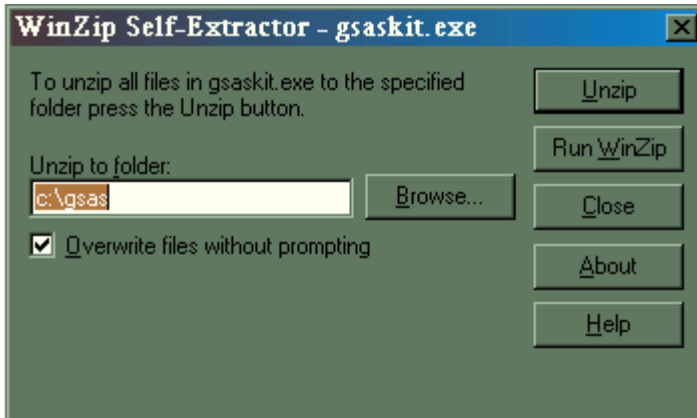 WinZip Self-Extractor - gsaskit.exe
To unzip all files in gsaskit.exe to the specified
folder press the Unzip button.
Unzip to folder:
c:\gsas
Browse...
Overwrite files without prompting
Unzip
Run WinZip
Close
About
Help